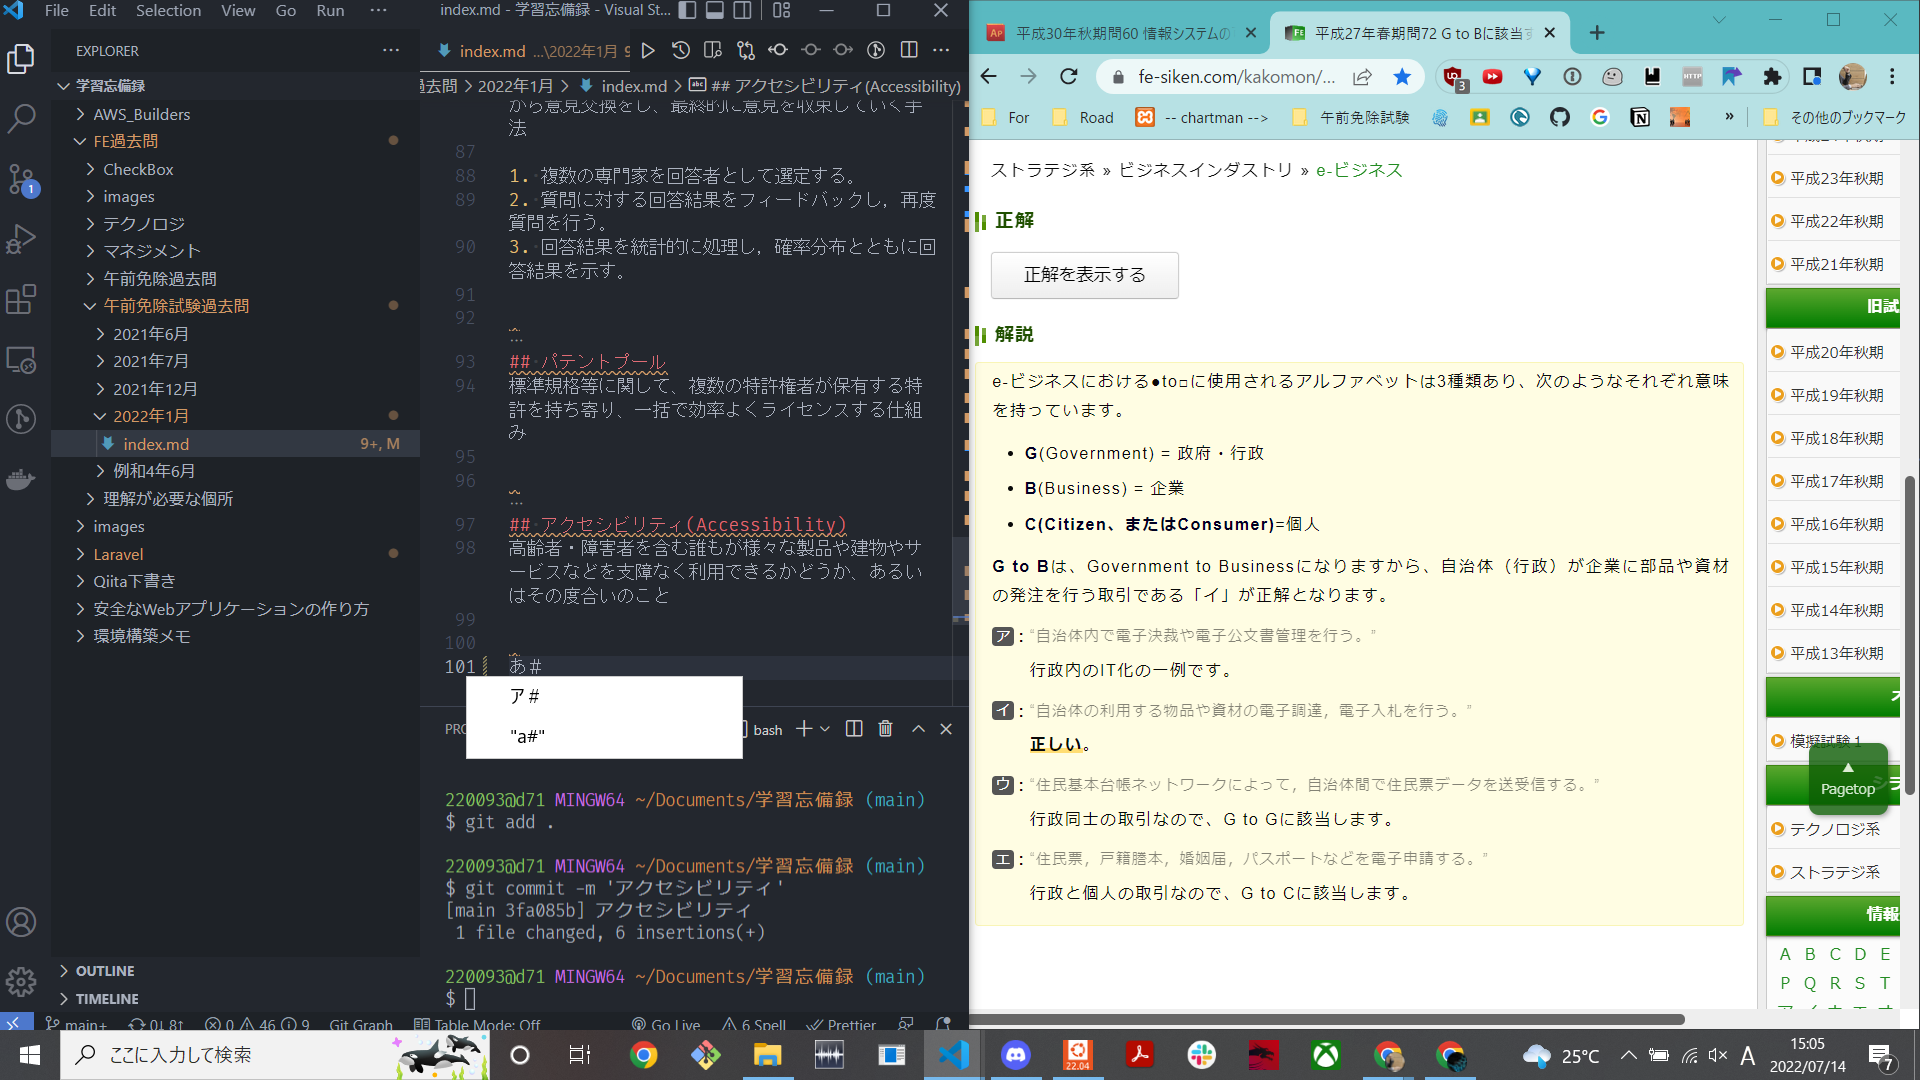 File Edit Selection View Go Run ···
index.md - 学習忘備録 - Visual St...
EXPLORER
学習忘備録
AWS_Builders
FE過去問
CheckBox
images
テクノロジ
マネジメント
午前免除過去問
午前免除試験過去問
2021年6月
2021年7月
2021年12月
2022年1月
index.md 9+, M
例和4年6月
理解が必要な個所
images
Laravel
Qiita下書き
安全なWebアプリケーションの作り方
環境構築メモ
OUTLINE
TIMELINE
index.md ...\2022年1月 9
過去問 > 2022年1月 > index.md > ## アクセシビリティ(Accessibility)
から意見交換をし、最終的に意見を収束していく手
法
87
88 1. 複数の専門家を回答者として選定する。
89 2. 質問に対する回答結果をフィードバックし，再度
質問を行う。
90 3. 回答結果を統計的に処理し，確率分布とともに回
答結果を示す。
91
92
93 ## パテントプール
94 標準規格等に関して、複数の特許権者が保有する特
許を持ち寄り、一括で効率よくライセンスする仕組
み
95
96
97 ## アクセシビリティ(Accessibility)
98 高齢者・障害者を含む誰もが様々な製品や建物やサ
ービスなどを支障なく利用できるかどうか、あるい
はその度合いのこと
99
100
101 あ＃
ア＃
"a#"
PRO
bash
220093@d71 MINGW64 ~/Documents/学習忘備録 (main)
$ git add .
220093@d71 MINGW64 ~/Documents/学習忘備録 (main)
$ git commit -m 'アクセシビリティ'
[main 3fa085b] アクセシビリティ
1 file changed, 6 insertions(+)
220093@d71 MINGW64 ~/Documents/学習忘備録 (main)
$
main+ 0↓ 8↑ 0 46 9 Git Graph Table Mode: Off Go Live 6 Spell Prettier
平成30年秋期問60 情報システムの
平成27年春期問72 G to Bに該当す
fe-siken.com/kakomon/...
3
HTTP
For Road -- chartman --> 午前免除試験 » その他のブックマーク
ストラテジ系 » ビジネスインダストリ » e-ビジネス
正解
正解を表示する
解説
e-ビジネスにおける●to□に使用されるアルファベットは3種類あり、次のようなそれぞれ意味
を持っています。
• G(Government) = 政府・行政
• B(Business) = 企業
• C(Citizen、またはConsumer)=個人
G to Bは、Government to Businessになりますから、自治体（行政）が企業に部品や資材
の発注を行う取引である「イ」が正解となります。
ア : “自治体内で電子決裁や電子公文書管理を行う。”
行政内のIT化の一例です。
イ : “自治体の利用する物品や資材の電子調達，電子入札を行う。”
正しい。
ウ : “住民基本台帳ネットワークによって，自治体間で住民票データを送受信する。”
行政同士の取引なので、G to Gに該当します。
エ : “住民票，戸籍謄本，婚姻届，パスポートなどを電子申請する。”
行政と個人の取引なので、G to Cに該当します。
平成23年秋期
平成22年秋期
平成21年秋期
旧試
平成20年秋期
平成19年秋期
平成18年秋期
平成17年秋期
平成16年秋期
平成15年秋期
平成14年秋期
平成13年秋期
模擬試験1
Pagetop
テクノロジ系
ストラテジ系
情報
A B C D E
P Q R S T
ここに入力して検索
22.04
25°C
A
15:05
2022/07/14
7